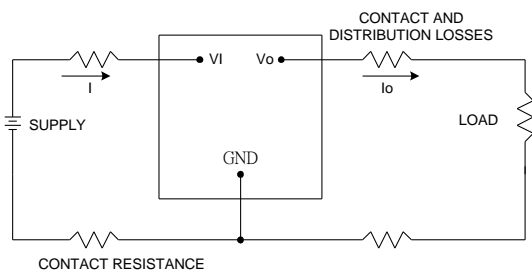 CONTACT AND
DISTRIBUTION LOSSES
VI
Vo
I
Io
SUPPLY
LOAD
GND
CONTACT RESISTANCE